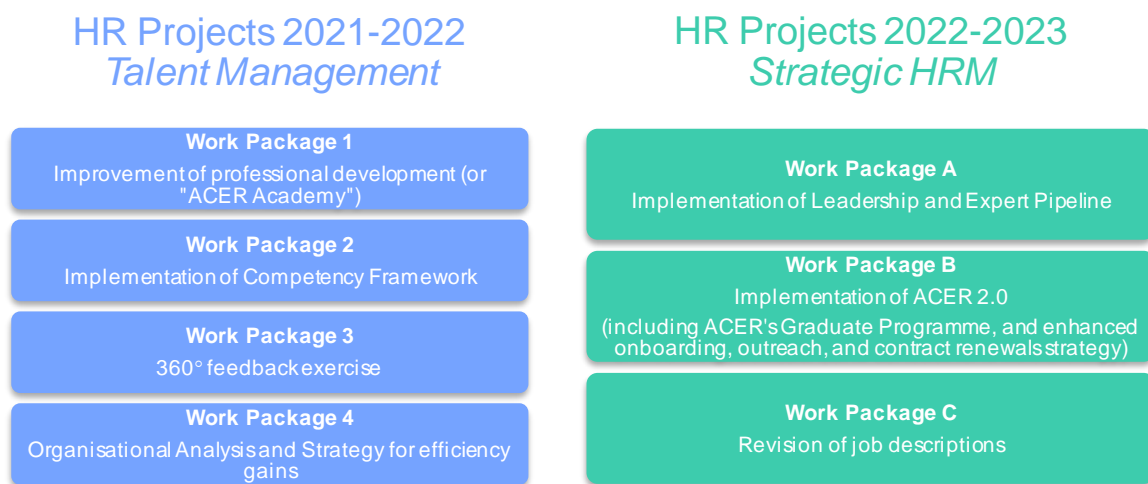 HR Projects 2021-2022
Talent Management
Work Package 1
Improvement of professional development (or
"ACER Academy")
Work Package 2
Implementation of Competency Framework
Work Package 3
360° feedback exercise
Work Package 4
Organisational Analysis and Strategy for efficiency
gains
HR Projects 2022-2023
Strategic HRM
Work Package A
Implementation of Leadership and Expert Pipeline
Work Package B
Implementation of ACER 2.0
(including ACER's Graduate Programme, and enhanced
onboarding, outreach, and contract renewals strategy)
Work Package C
Revision of job descriptions